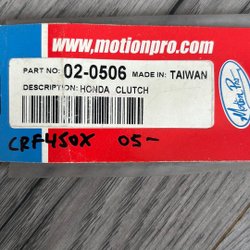 www.motionpro.com
PART NO: 02-0506 MADE IN: TAIWAN
DESCRIPTION: HONDA CLUTCH
CRF450X 05-
Motion Pro